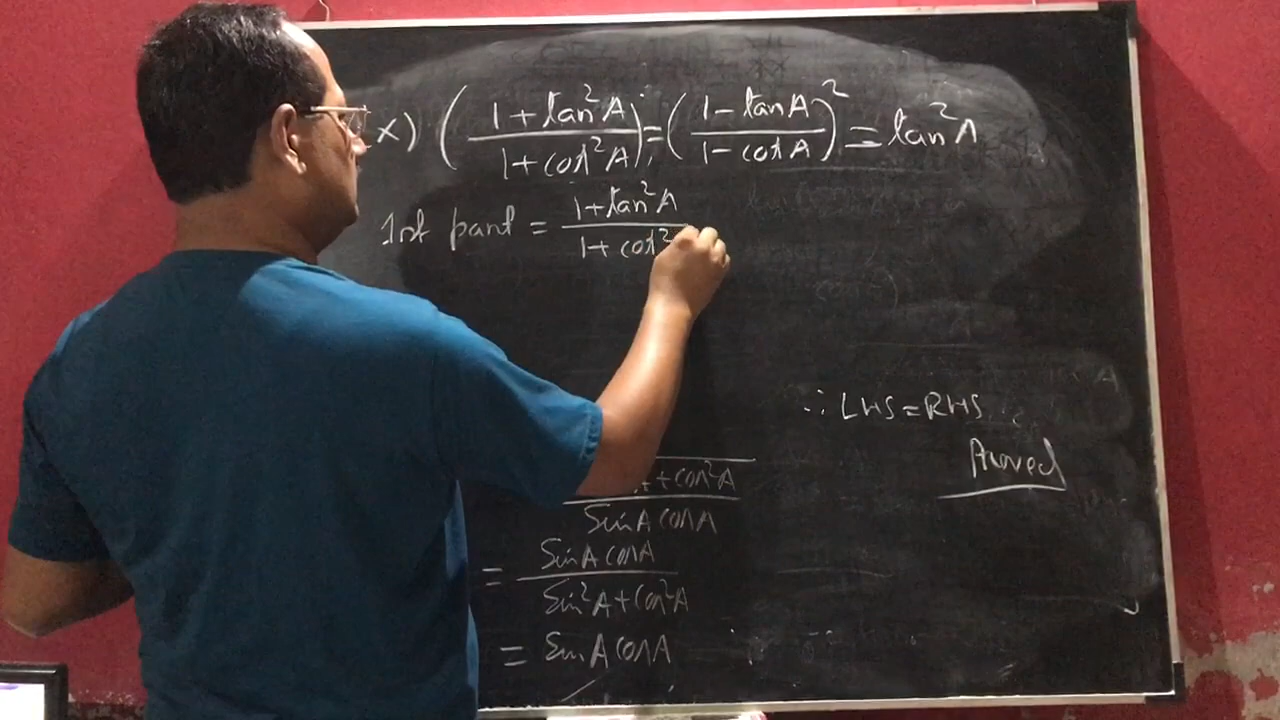 x) ( 1+tan²A / 1+cot²A ) = ( 1-tanA / 1-cotA )² = tan²A
1st part = 1+tan²A / 1+cot²
∴ LHS=RHS
Proved
+cos²A
SinA cosA
= SinA cosA / Sin²A+Cos²A
= SinA cosA